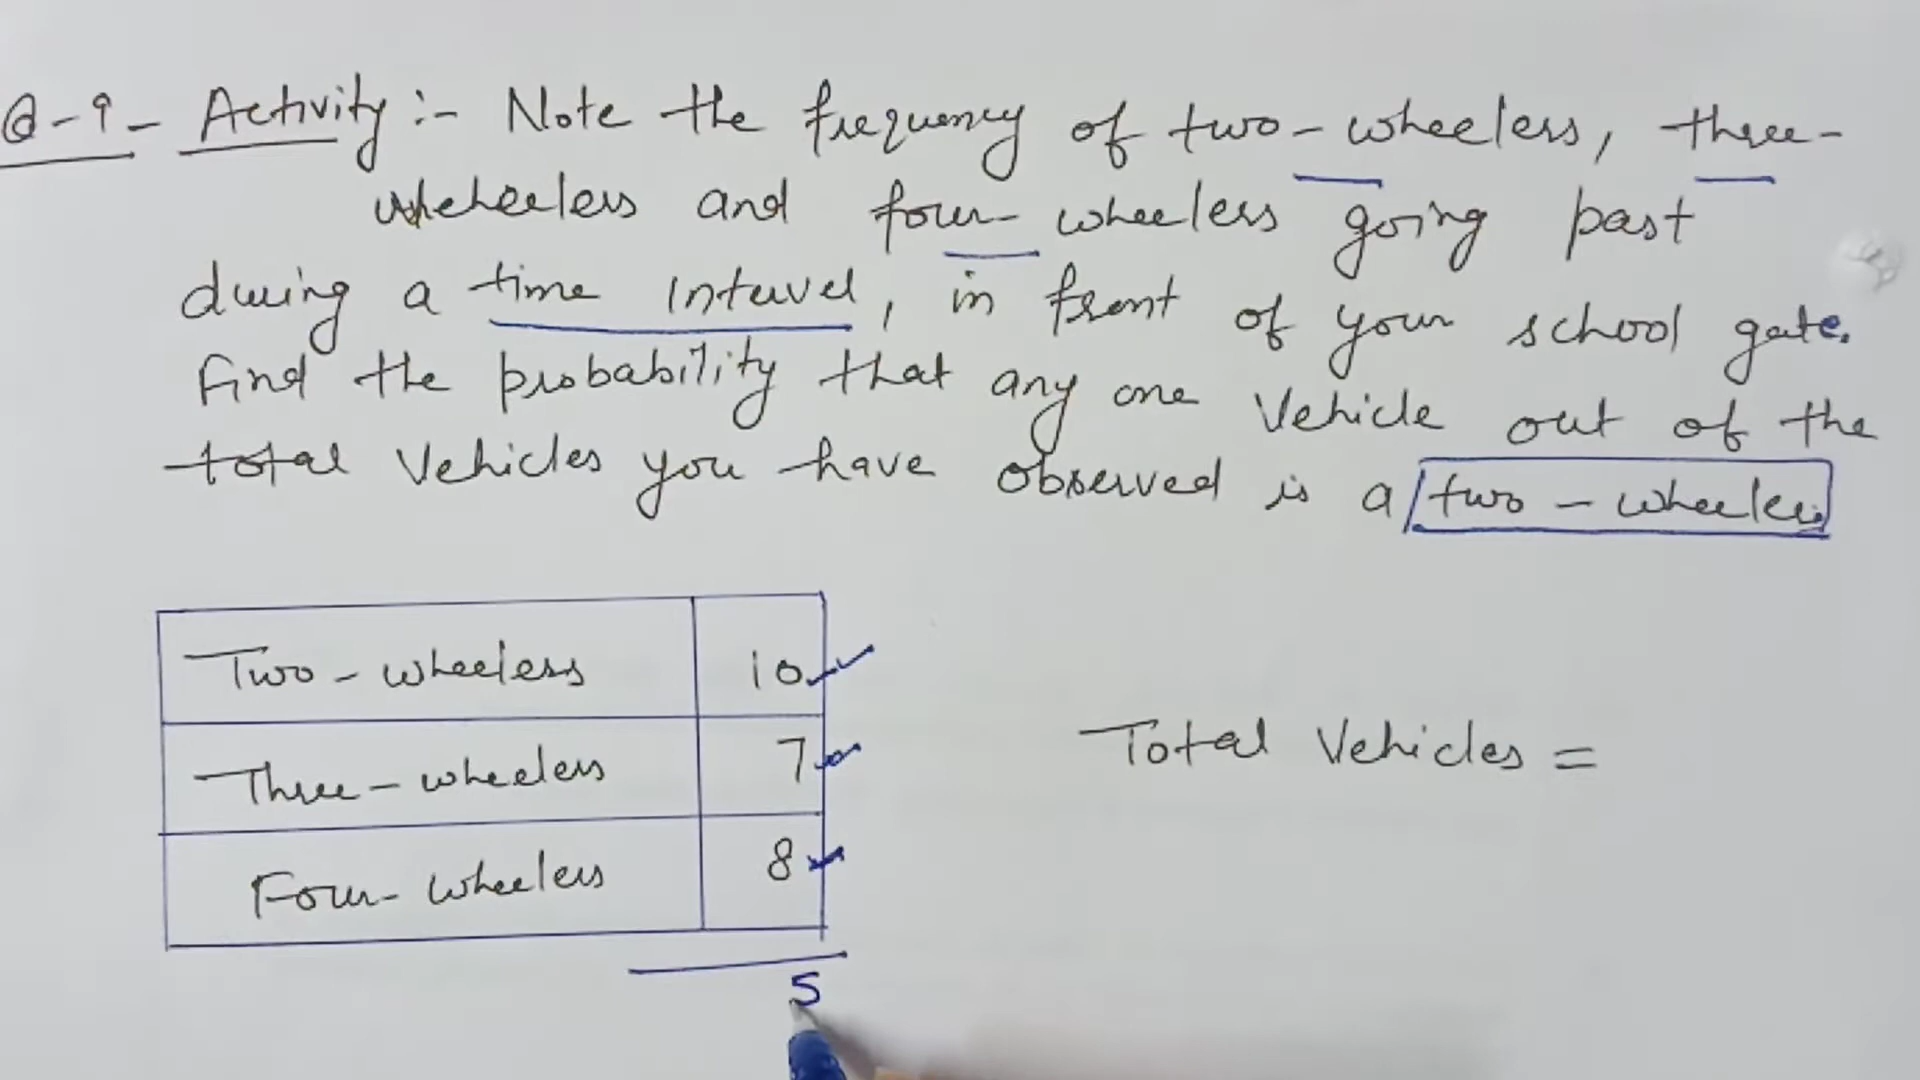 Q-9- Activity :- Note the frequency of two-wheelers, three-
wheelers and four-wheelers going past
during a time interval, in front of your school gate.
Find the probability that any one Vehicle out of the
total Vehicles you have observed is a two-wheeler.
Two-wheelers 10
Three-wheelers 7
Four-wheelers 8
5
Total Vehicles =